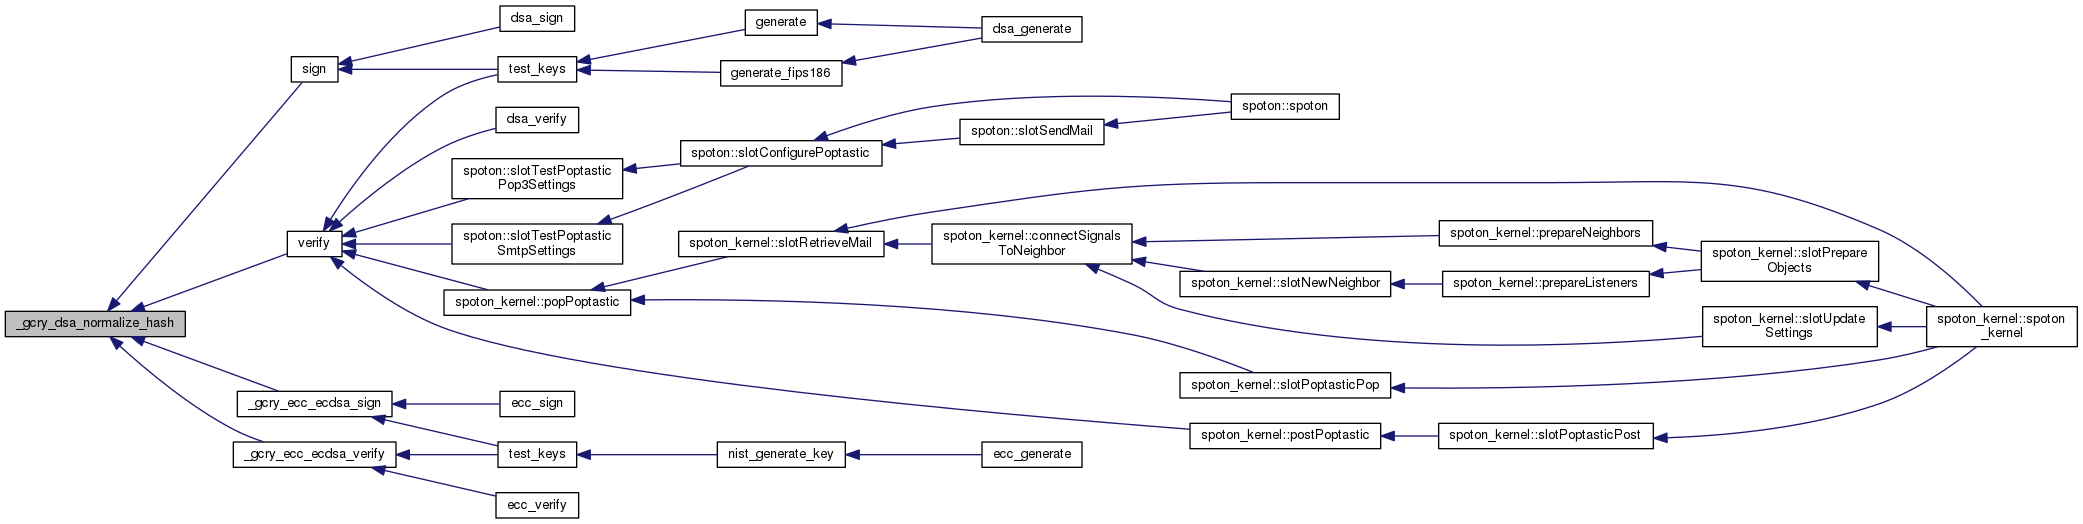 dsa_sign
generate
dsa_generate
sign
test_keys
generate_fips186
dsa_verify
spoton::spoton
spoton::slotSendMail
spoton::slotConfigurePoptastic
spoton::slotTestPoptastic
Pop3Settings
verify
spoton::slotTestPoptastic
SmtpSettings
spoton_kernel::slotRetrieveMail
spoton_kernel::connectSignals
ToNeighbor
spoton_kernel::prepareNeighbors
spoton_kernel::slotPrepare
Objects
spoton_kernel::popPoptastic
spoton_kernel::slotNewNeighbor
spoton_kernel::prepareListeners
_gcry_dsa_normalize_hash
spoton_kernel::slotUpdate
Settings
spoton_kernel::spoton
_kernel
spoton_kernel::slotPoptasticPop
_gcry_ecc_ecdsa_sign
ecc_sign
spoton_kernel::postPoptastic
spoton_kernel::slotPoptasticPost
_gcry_ecc_ecdsa_verify
test_keys
nist_generate_key
ecc_generate
ecc_verify